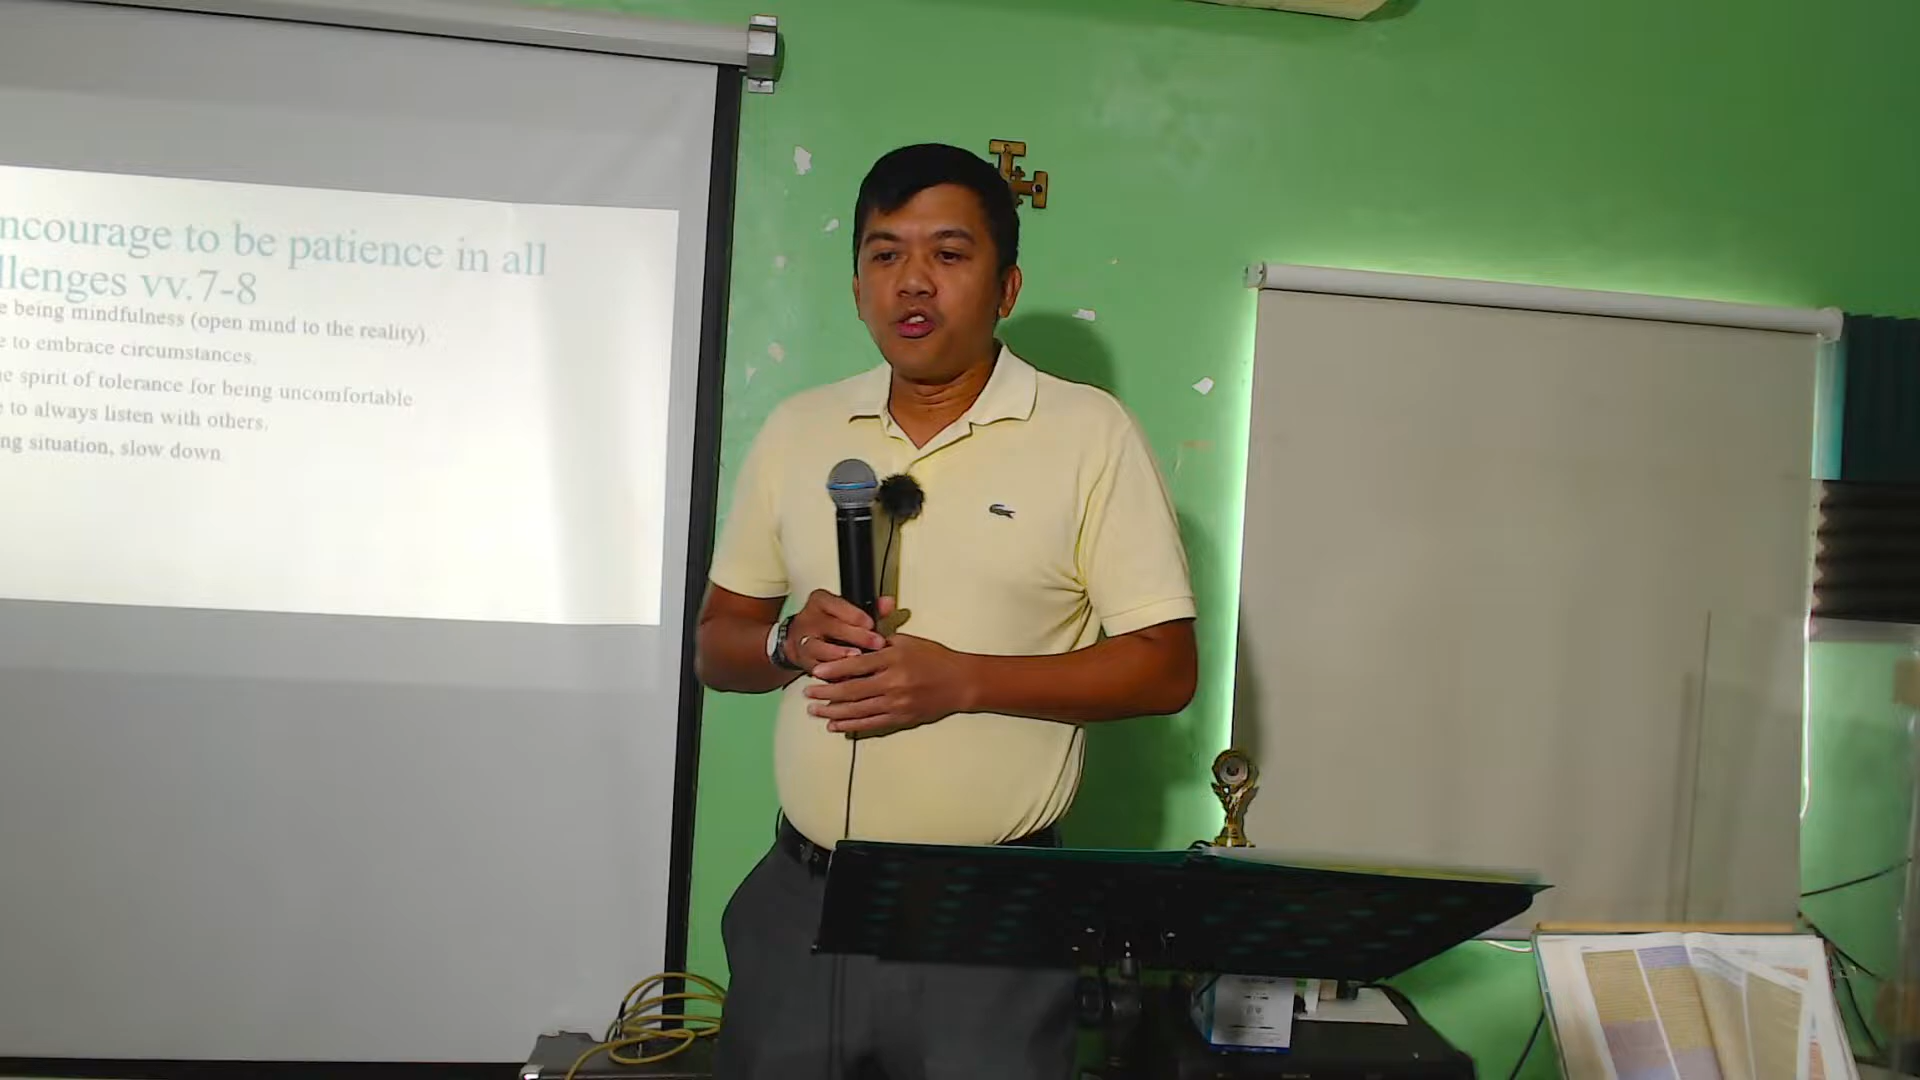 ncourage to be patience in all
llenges vv.7-8
e being mindfulness (open mind to the reality).
e to embrace circumstances.
e spirit of tolerance for being uncomfortable
e to always listen with others.
ng situation, slow down